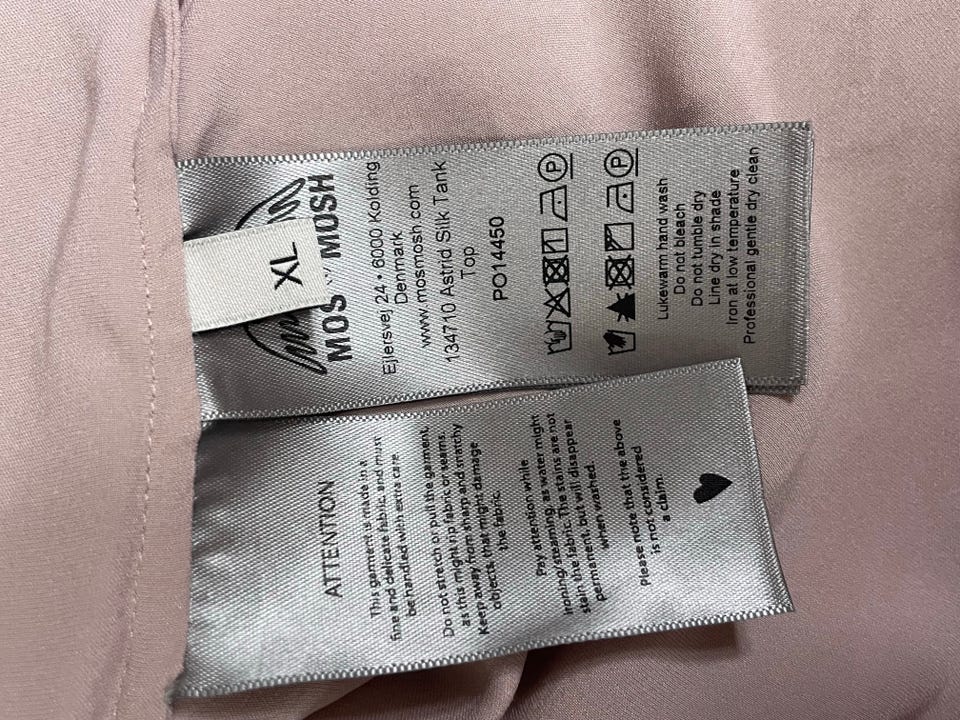 XL
MOS MOSH
Ejlersvej 24 • 6000 Kolding
Denmark
www.mosmosh.com
134710 Astrid Silk Tank
Top
PO14450
P
P
Lukewarm hand wash
Do not bleach
Do not tumble dry
Line dry in shade
Iron at low temperature
Professional gentle dry clean
ATTENTION
This garment is made in a
fine and delicate fabric, and must
be handled with extra care
Do not stretch or pull the garment,
as this might rip fabric or seams.
Keep away from sharp and scratchy
objects, that might damage
the fabric.
Pay attention while
ironing/steaming, as water might
stain the fabric. The stains are not
permanent, but will disappear
when washed.
Please note that the above
is not considered
a claim.